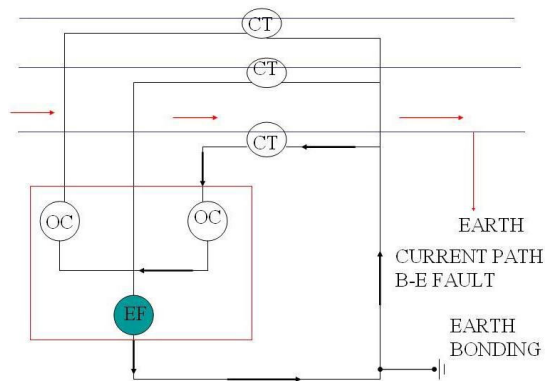 CT
CT
CT
OC
OC
EF
EARTH
CURRENT PATH
B-E FAULT
EARTH
BONDING